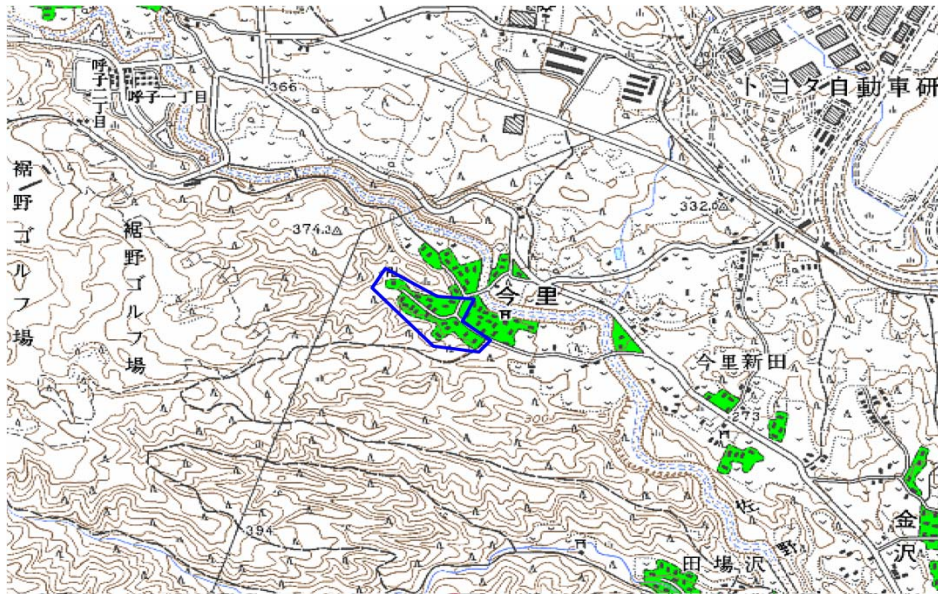 呼子二丁目
呼子一丁目
366
トヨタ自動車研
裾野ゴルフ場
裾野ゴルフ場
374.3
332.0
今里
今里新田
273
394
田場沢
佐野
金沢